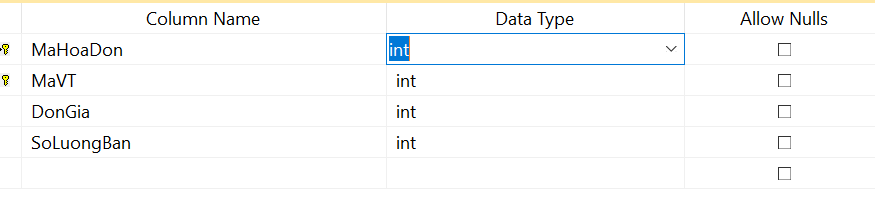 Column Name Data Type Allow Nulls
MaHoaDon int
MaVT int
DonGia int
SoLuongBan int